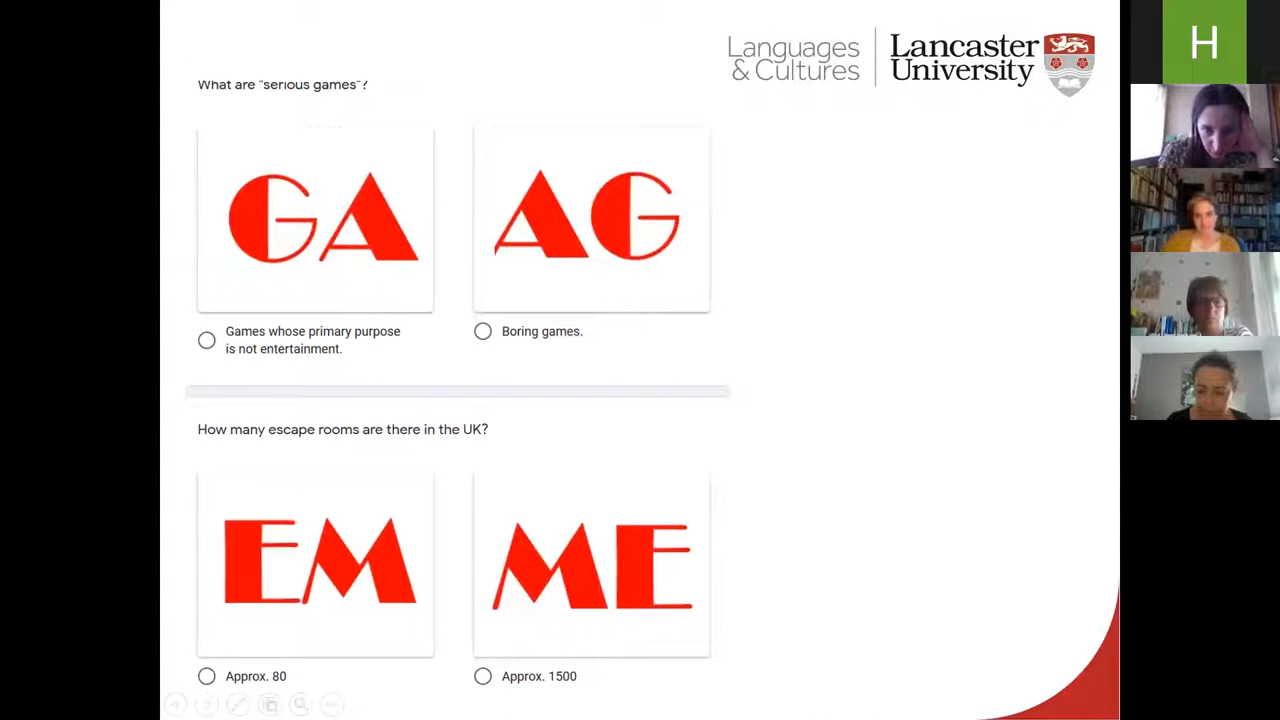 Languages
& Cultures
Lancaster
University
H
What are "serious games"?
GA
AG
Games whose primary purpose
is not entertainment.
Boring games.
How many escape rooms are there in the UK?
EM
ME
Approx. 80
Approx. 1500